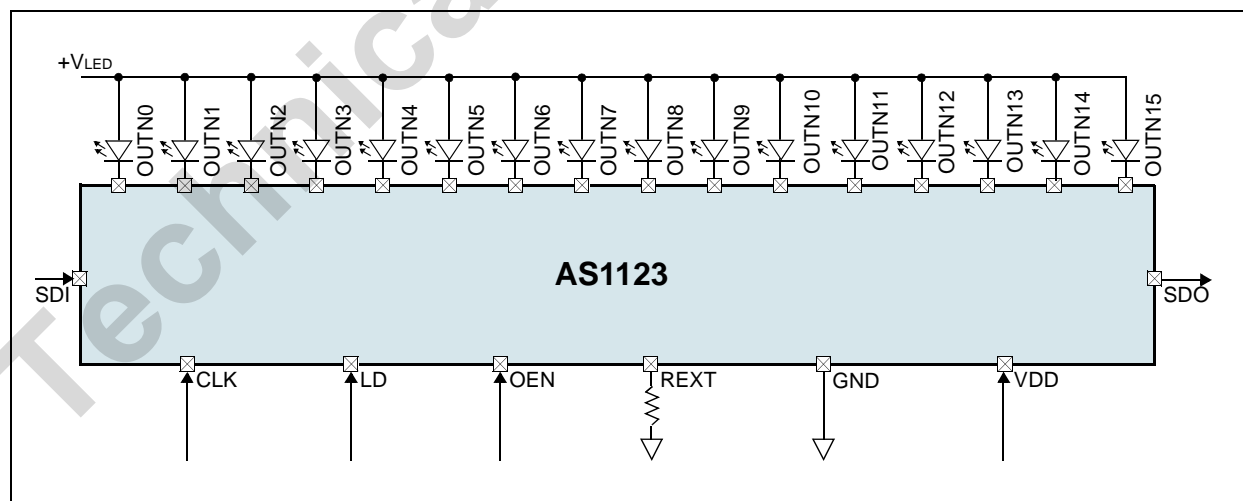 +VLED
OUTN0
OUTN1
OUTN2
OUTN3
OUTN4
OUTN5
OUTN6
OUTN7
OUTN8
OUTN9
OUTN10
OUTN11
OUTN12
OUTN13
OUTN14
OUTN15
AS1123
SDI
SDO
CLK
LD
OEN
REXT
GND
VDD
Technica